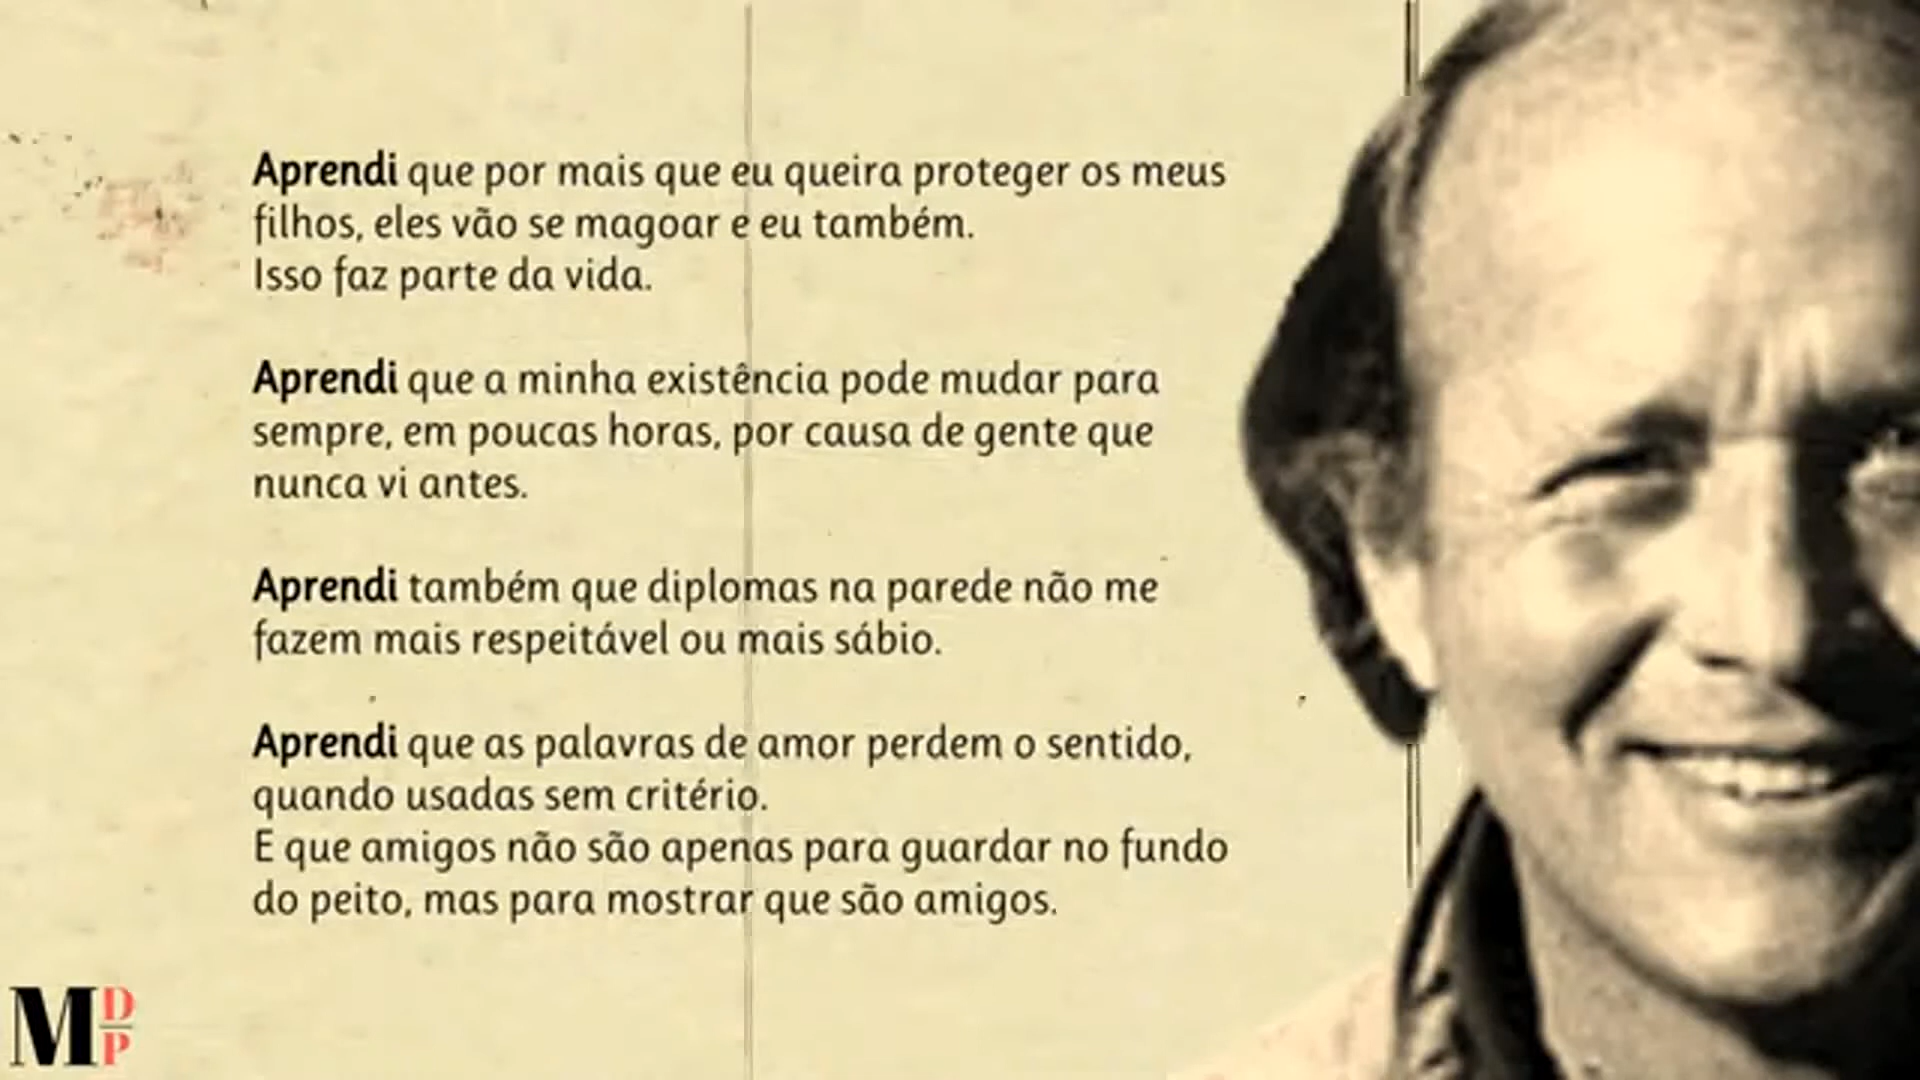 Aprendi que por mais que eu queira proteger os meus
filhos, eles vão se magoar e eu também.
Isso faz parte da vida.
Aprendi que a minha existência pode mudar para
sempre, em poucas horas, por causa de gente que
nunca vi antes.
Aprendi também que diplomas na parede não me
fazem mais respeitável ou mais sábio.
Aprendi que as palavras de amor perdem o sentido,
quando usadas sem critério.
E que amigos não são apenas para guardar no fundo
do peito, mas para mostrar que são amigos.
M
D
P